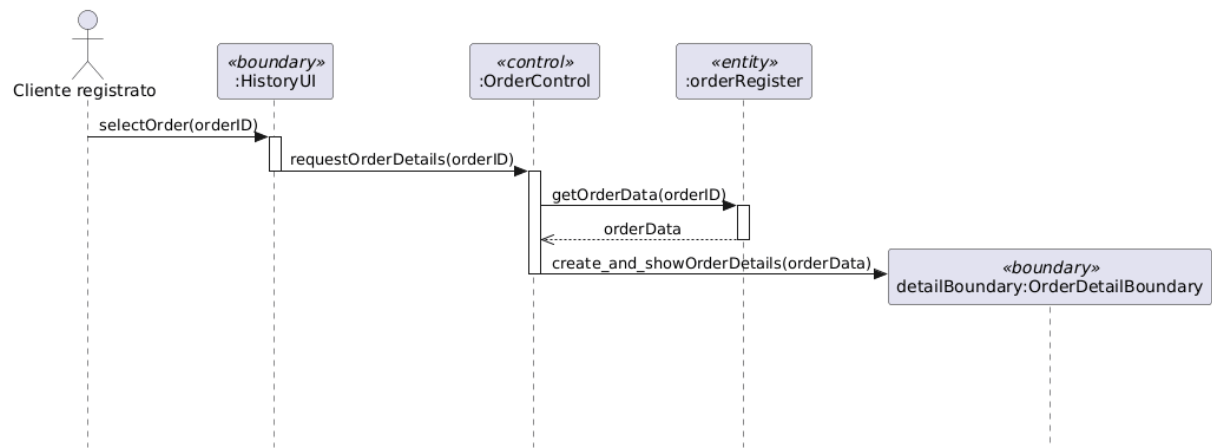 Cliente registrato
«boundary»
:HistoryUI
«control»
:OrderControl
«entity»
:orderRegister
selectOrder(orderID)
requestOrderDetails(orderID)
getOrderData(orderID)
orderData
create_and_showOrderDetails(orderData)
«boundary»
detailBoundary:OrderDetailBoundary